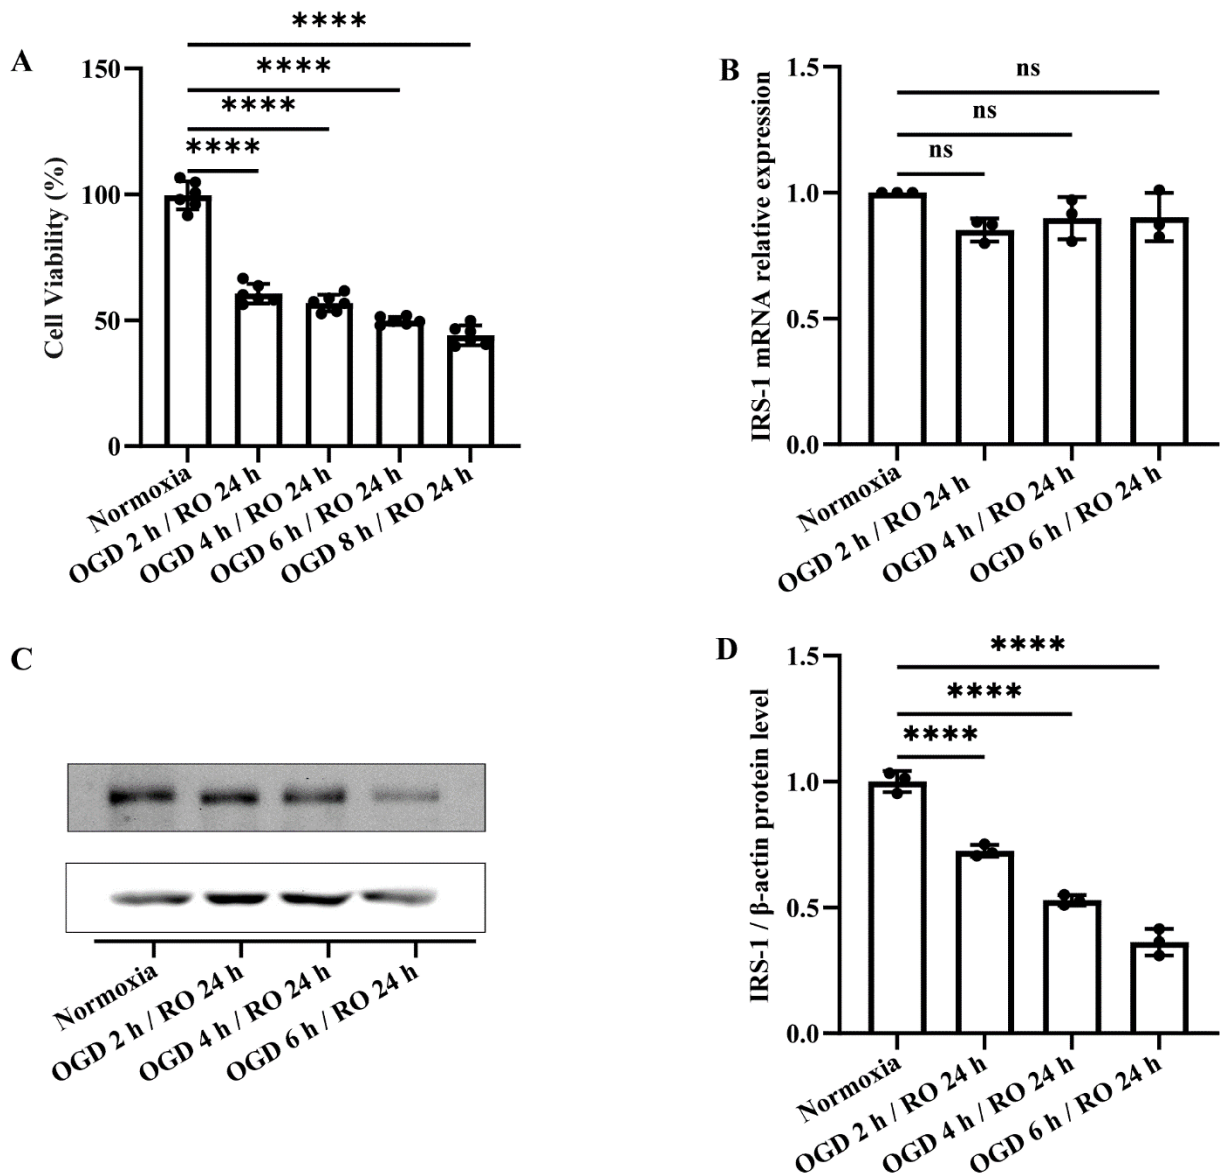 A
****
****
****
****
Cell Viability (%)
150
100
50
0
Normoxia
OGD 2 h / RO 24 h
OGD 4 h / RO 24 h
OGD 6 h / RO 24 h
OGD 8 h / RO 24 h
B
ns
ns
ns
IRS-1 mRNA relative expression
1.5
1.0
0.5
0.0
Normoxia
OGD 2 h / RO 24 h
OGD 4 h / RO 24 h
OGD 6 h / RO 24 h
C
Normoxia
OGD 2 h / RO 24 h
OGD 4 h / RO 24 h
OGD 6 h / RO 24 h
D
****
****
****
IRS-1 / β-actin protein level
1.5
1.0
0.5
0.0
Normoxia
OGD 2 h / RO 24 h
OGD 4 h / RO 24 h
OGD 6 h / RO 24 h